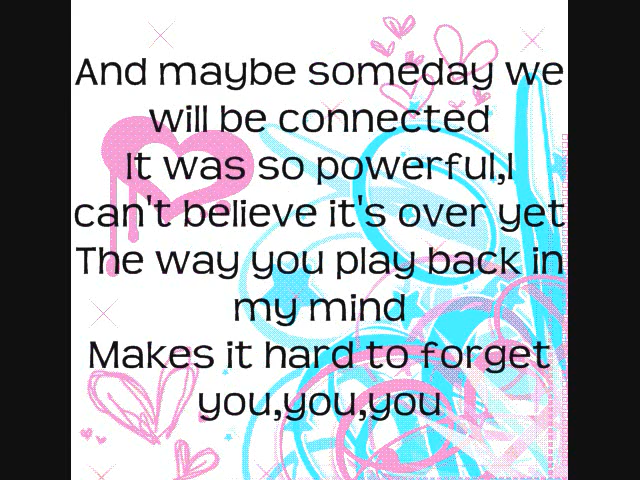 And maybe someday we
will be connected
It was so powerful,I
can't believe it's over yet
The way you play back in
my mind
Makes it hard to forget
you,you,you